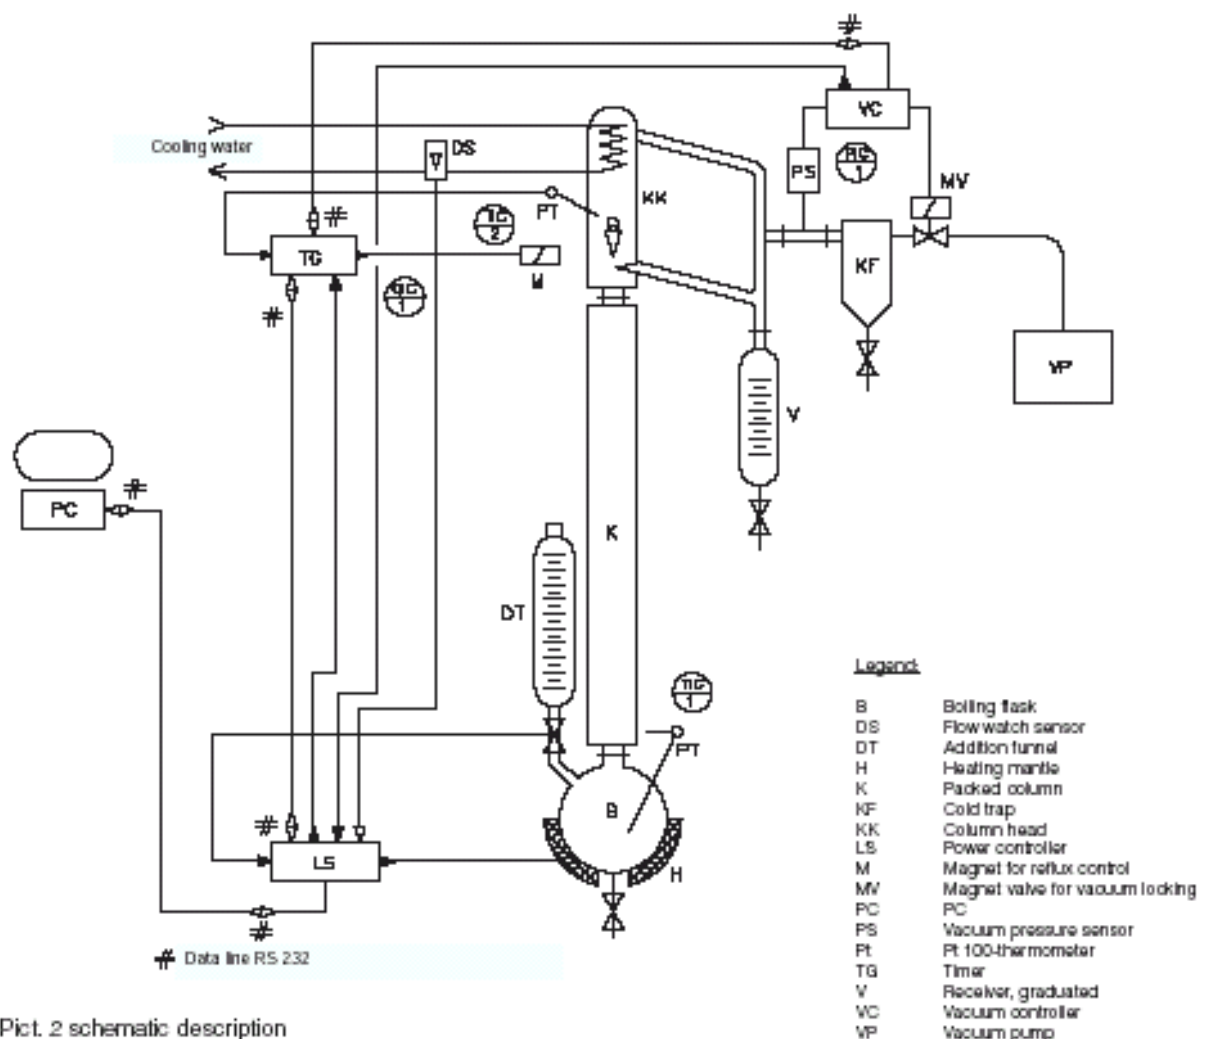 #
VC
Cooling water
DS
PS
MV
PT
KK
2
1
TG
M
KF
1
#
#
VP
V
#
PC
K
DT
1
PT
B
#
LS
H
#
# Data line RS 232
Legend:
B Boiling flask
DS Flow watch sensor
DT Addition funnel
H Heating mantle
K Packed column
KF Cold trap
KK Column head
LS Power controller
M Magnet for reflux control
MV Magnet valve for vacuum locking
PC PC
PS Vacuum pressure sensor
Pt Pt 100-thermometer
TG Timer
V Receiver, graduated
VC Vacuum controller
VP Vacuum pump
Pict. 2 schematic description